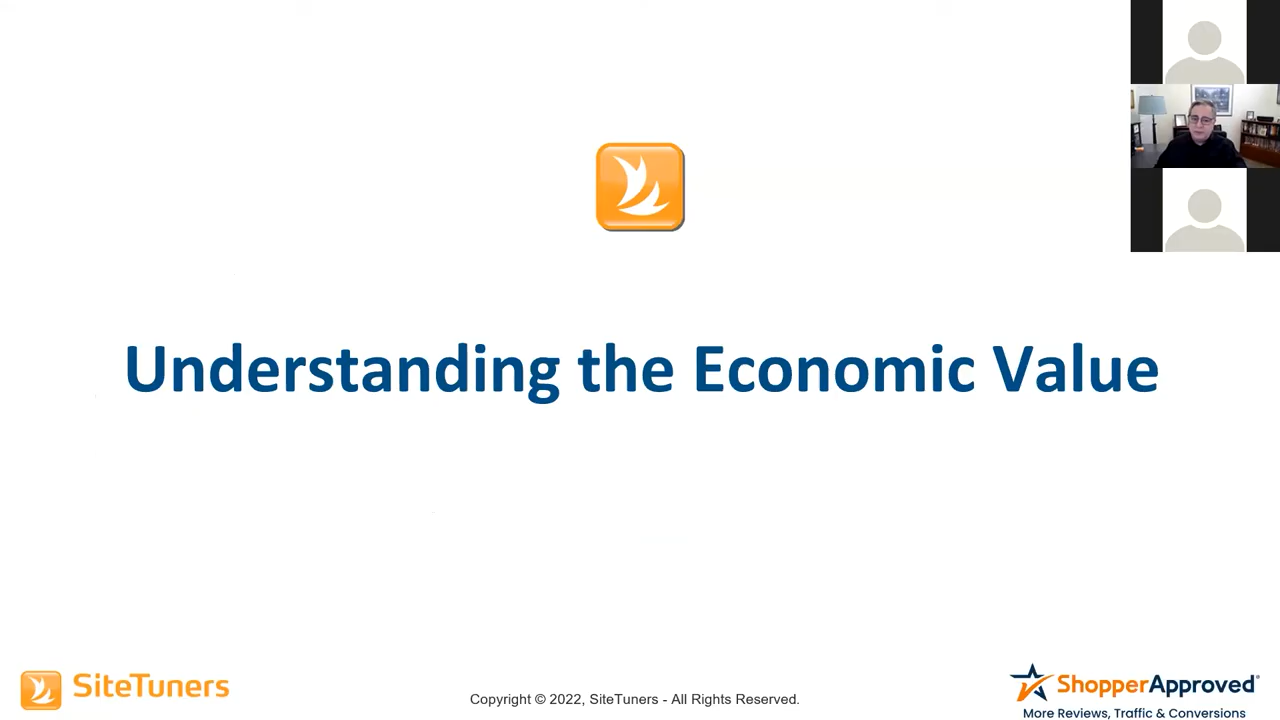 Understanding the Economic Value
SiteTuners
Copyright © 2022, SiteTuners - All Rights Reserved.
ShopperApproved®
More Reviews, Traffic & Conversions